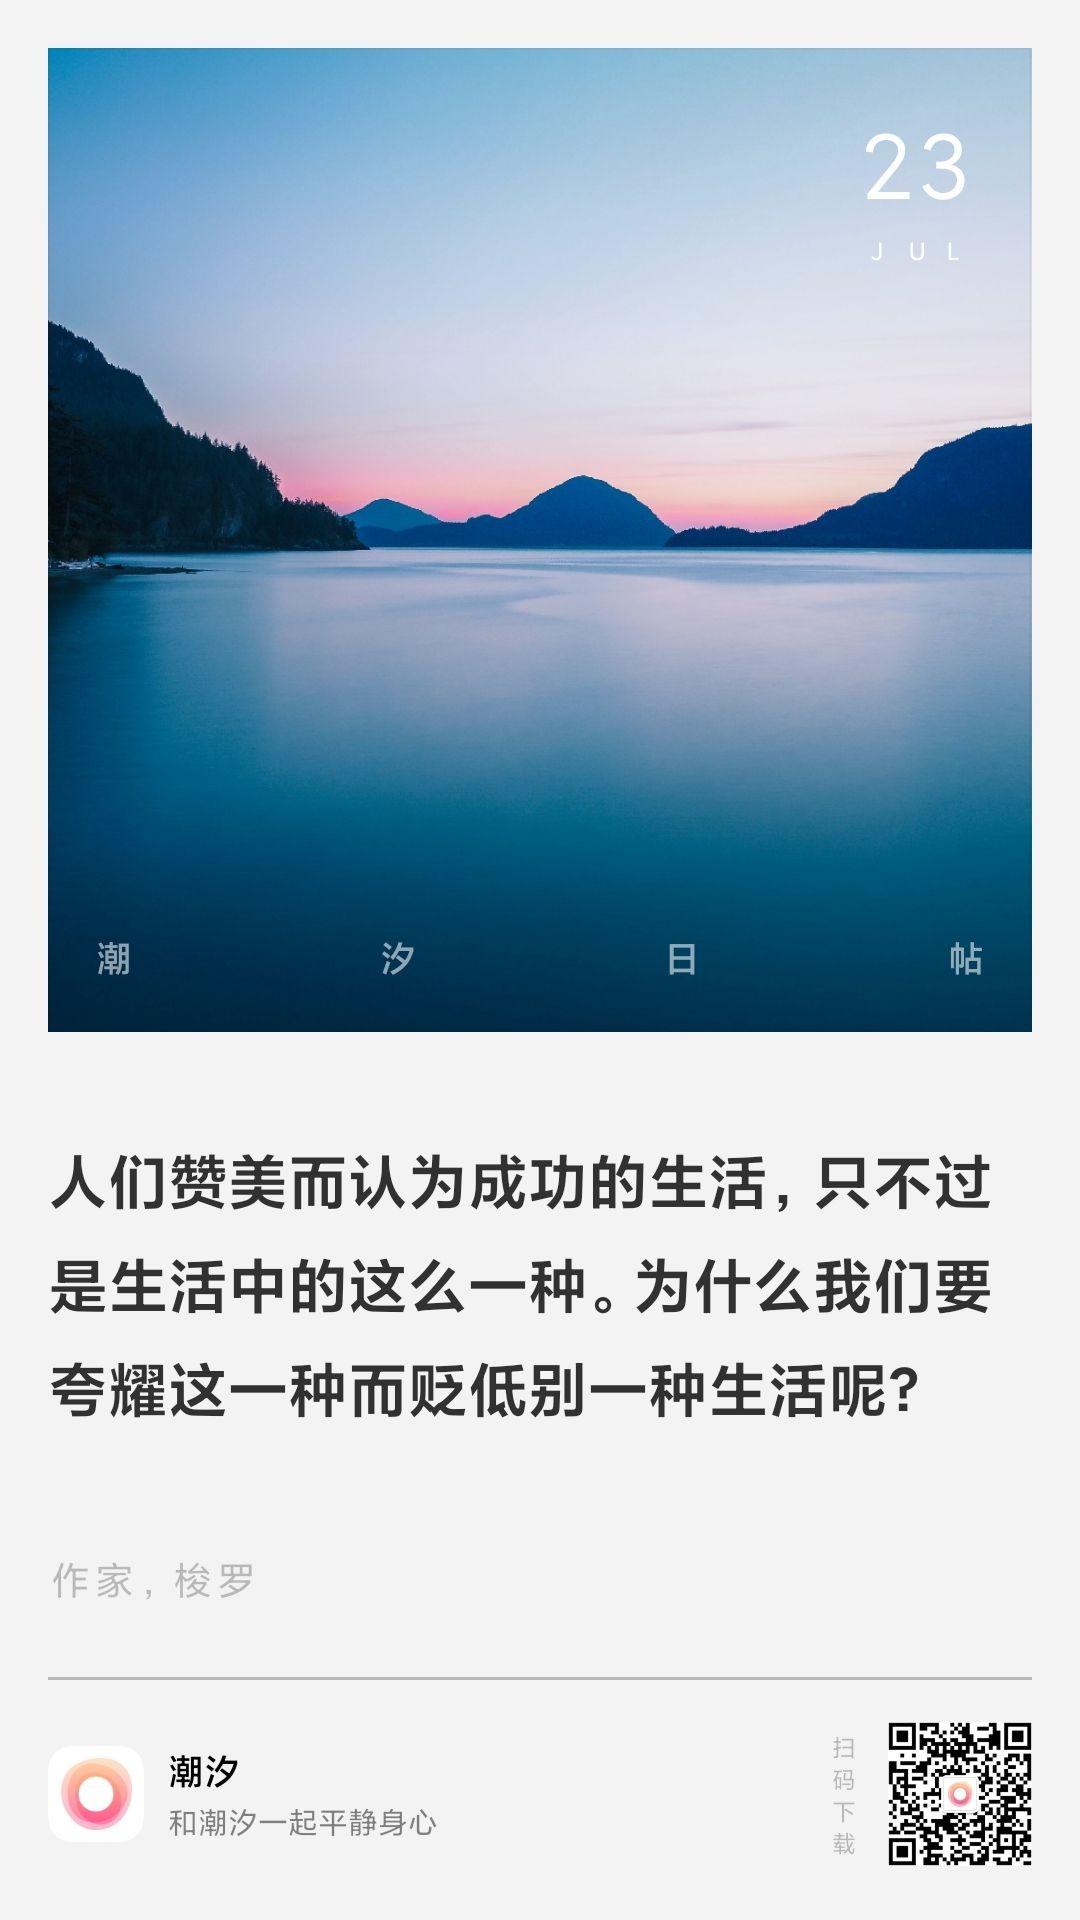 23
JUL
潮汐日帖
人们赞美而认为成功的生活，只不过
是生活中的这么一种。为什么我们要
夸耀这一种而贬低别一种生活呢？
作家，梭罗
潮汐
和潮汐一起平静身心
扫码下载